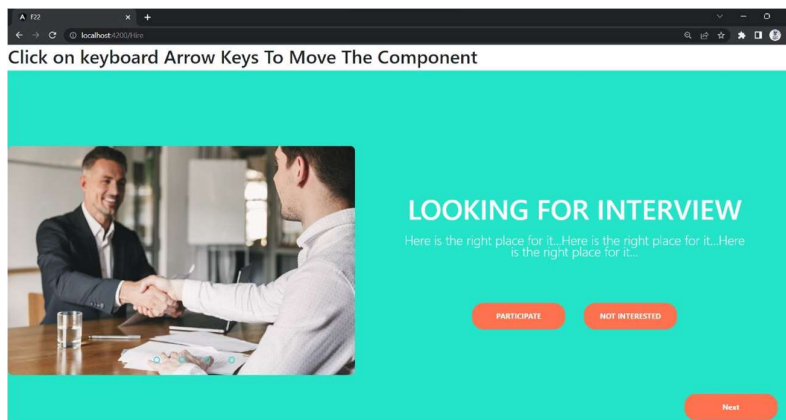 F22
localhost:4200/Hire
Click on keyboard Arrow Keys To Move The Component
LOOKING FOR INTERVIEW
Here is the right place for it...Here is the right place for it...Here
is the right place for it...
PARTICIPATE
NOT INTERESTED
Next